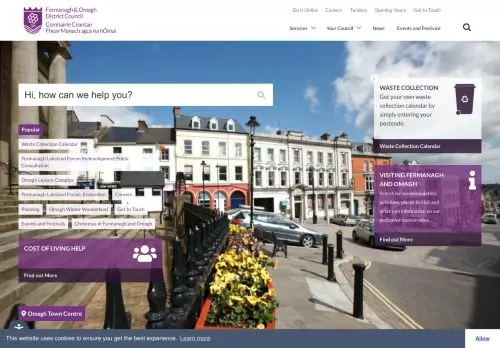 Fermanagh & Omagh
District Council
Comhairle Ceantair
Fhear Manach agus na hÓmaí
Do It Online
Careers
Tenders
Opening Hours
Get In Touch
Services
Your Council
News
Events and Festivals
Hi, how can we help you?
Popular
Waste Collection Calendar
Fermanagh Lakeland Forum Redevelopment Public
Consultation
Omagh Leisure Complex
Fermanagh Lakeland Forum, Enniskillen
Careers
Planning
Omagh Winter Wonderland
Get In Touch
Events and Festivals
Christmas in Fermanagh and Omagh
COST OF LIVING HELP
Find out More
Omagh Town Centre
WASTE COLLECTION
Get your own waste
collection calendar by
simply entering your
postcode.
Waste Collection Calendar
VISITING FERMANAGH
AND OMAGH
Search for accommodation,
activities, places to visit and
what's on information on our
dedicated tourism sites.
Find out More
This website uses cookies to ensure you get the best experience.
Learn more
Allow